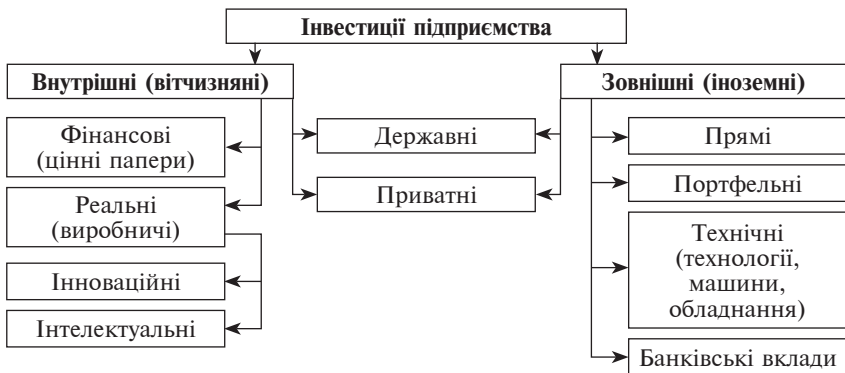 Інвестиції підприємства
Внутрішні (вітчизняні)
Зовнішні (іноземні)
Фінансові
(цінні папери)
Реальні
(виробничі)
Інноваційні
Інтелектуальні
Державні
Приватні
Прямі
Портфельні
Технічні
(технології,
машини,
обладнання)
Банківські вклади